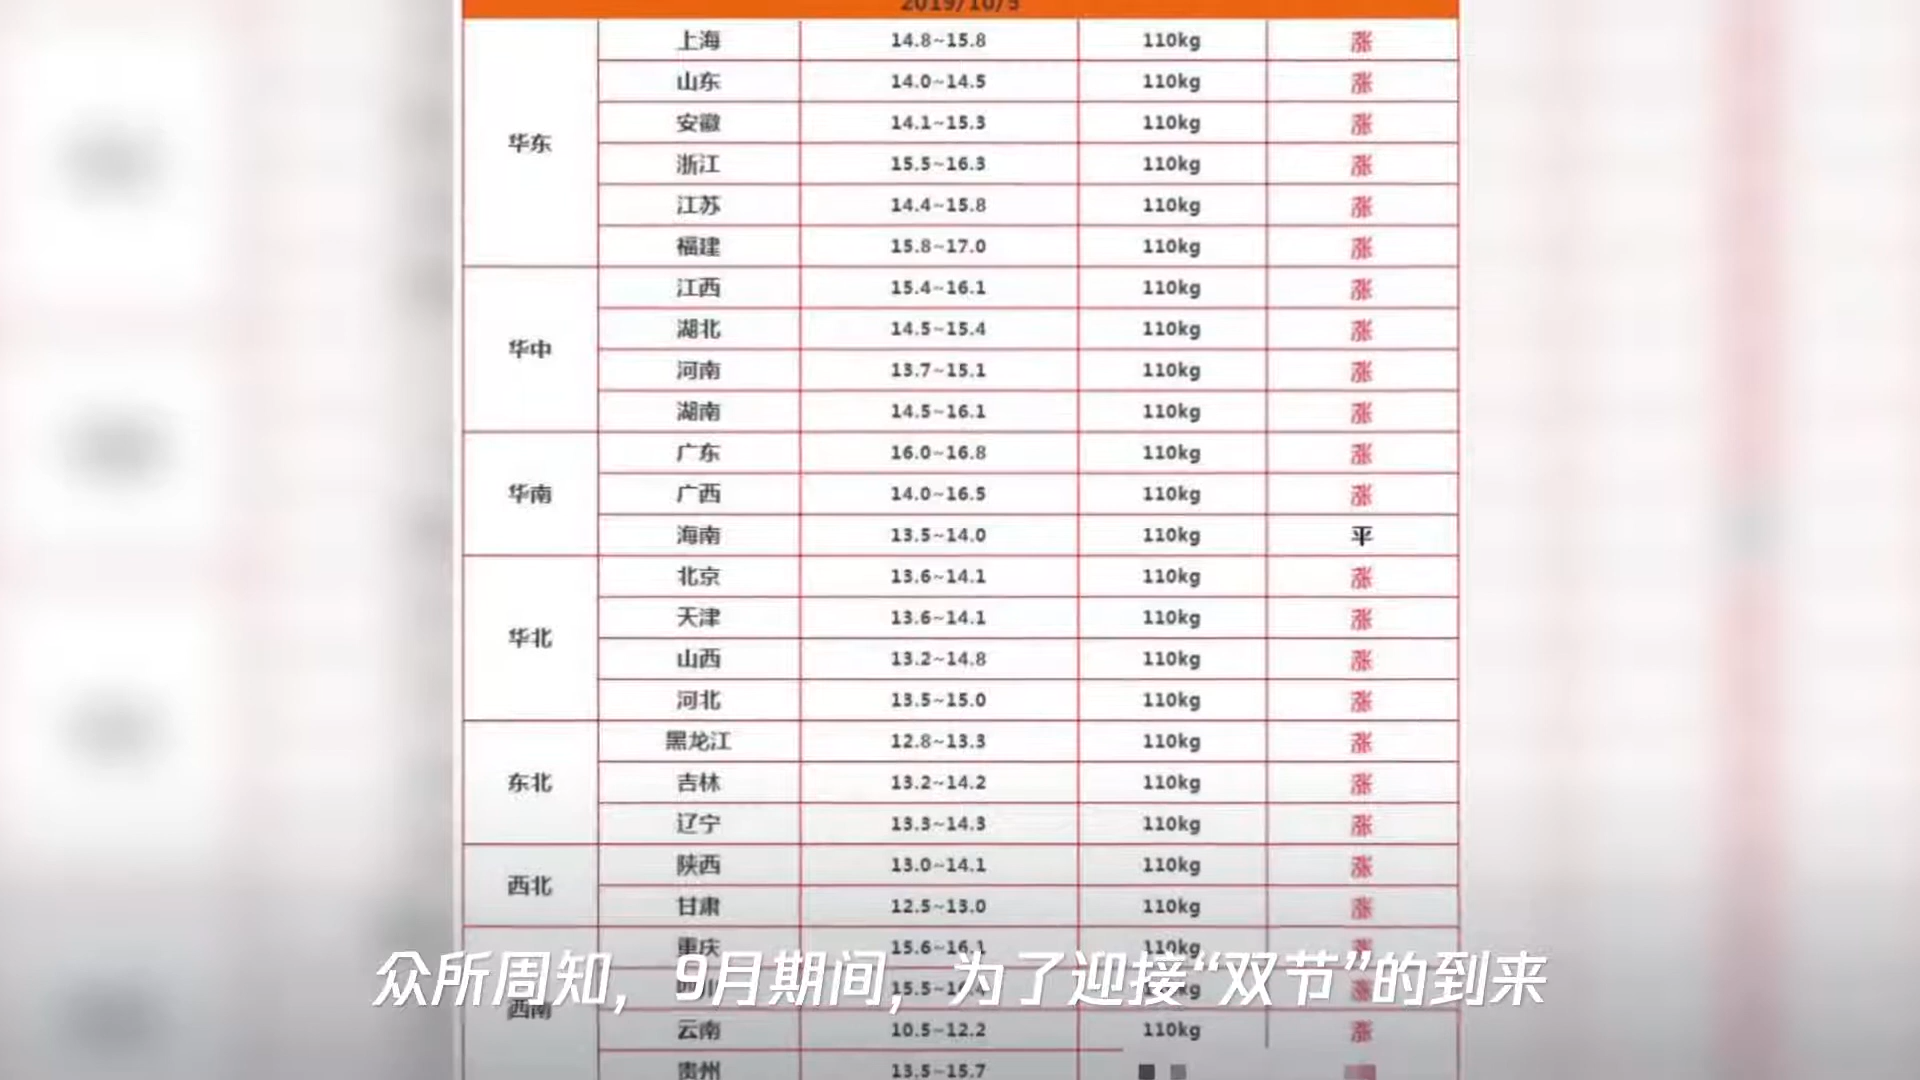 2019/10/5
华东
上海 14.8~15.8 110kg 涨
山东 14.0~14.5 110kg 涨
安徽 14.1~15.3 110kg 涨
浙江 15.5~16.3 110kg 涨
江苏 14.4~15.8 110kg 涨
福建 15.8~17.0 110kg 涨
华中
江西 15.4~16.1 110kg 涨
湖北 14.5~15.4 110kg 涨
河南 13.7~15.1 110kg 涨
湖南 14.5~16.1 110kg 涨
华南
广东 16.0~16.8 110kg 涨
广西 14.0~16.5 110kg 涨
海南 13.5~14.0 110kg 平
华北
北京 13.6~14.1 110kg 涨
天津 13.6~14.1 110kg 涨
山西 13.2~14.8 110kg 涨
河北 13.5~15.0 110kg 涨
东北
黑龙江 12.8~13.3 110kg 涨
吉林 13.2~14.2 110kg 涨
辽宁 13.3~14.3 110kg 涨
西北
陕西 13.0~14.1 110kg 涨
甘肃 12.5~13.0 110kg 涨
西南
重庆 15.6~16.1 110kg 涨
云南 10.5~12.2 110kg 涨
贵州 13.5~15.7
众所周知，9月期间，为了迎接“双节”的到来